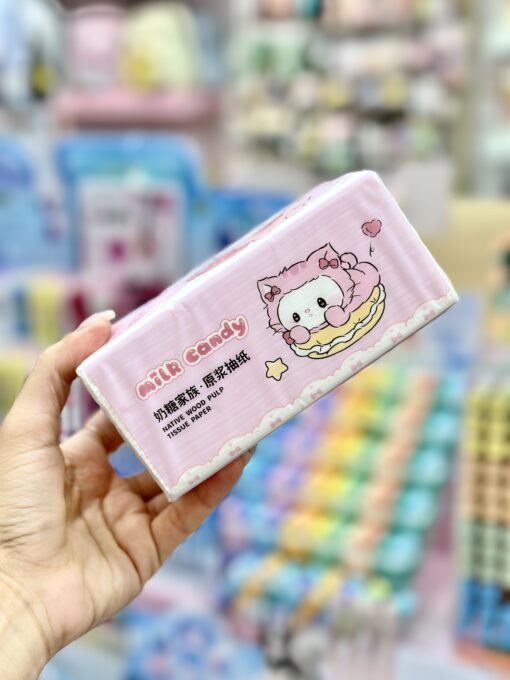 Milk Candy
奶糖家族·原浆抽纸
NATIVE WOOD PULP
TISSUE PAPER